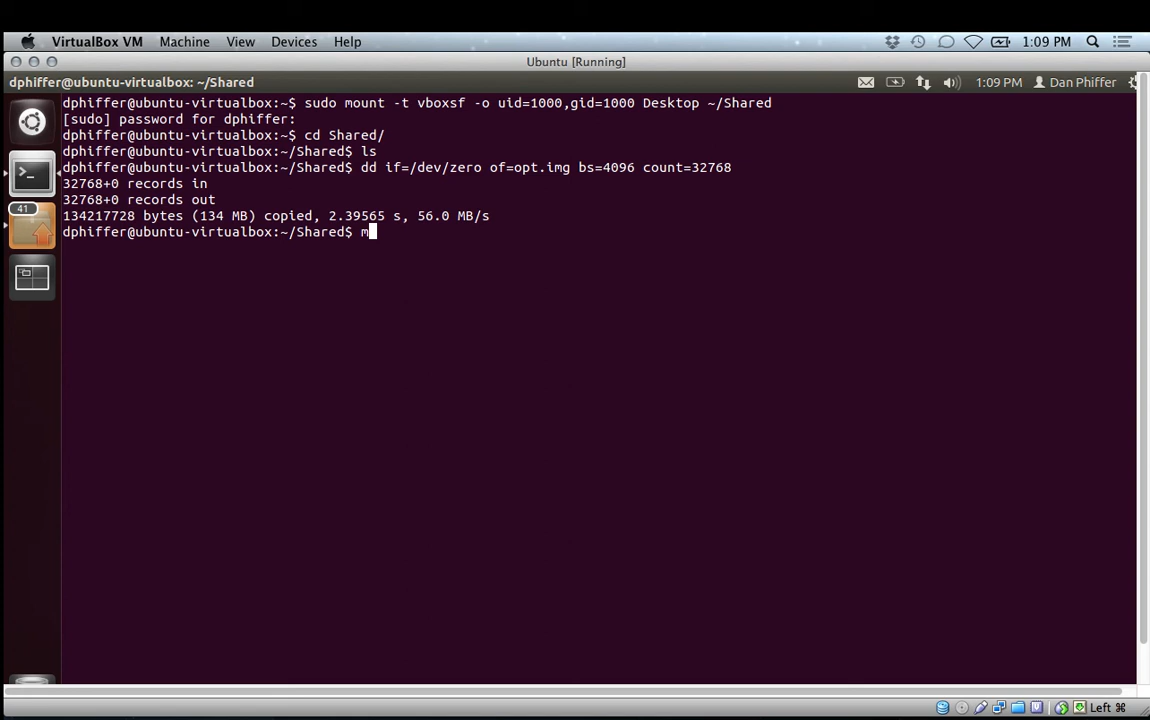 VirtualBox VM Machine View Devices Help 1:09 PM
Ubuntu [Running]
dphiffer@ubuntu-virtualbox: ~/Shared 1:09 PM Dan Phiffer
dphiffer@ubuntu-virtualbox:~$ sudo mount -t vboxsf -o uid=1000,gid=1000 Desktop ~/Shared
[sudo] password for dphiffer:
dphiffer@ubuntu-virtualbox:~$ cd Shared/
dphiffer@ubuntu-virtualbox:~/Shared$ ls
dphiffer@ubuntu-virtualbox:~/Shared$ dd if=/dev/zero of=opt.img bs=4096 count=32768
32768+0 records in
32768+0 records out
134217728 bytes (134 MB) copied, 2.39565 s, 56.0 MB/s
dphiffer@ubuntu-virtualbox:~/Shared$ m
41
Left ⌘